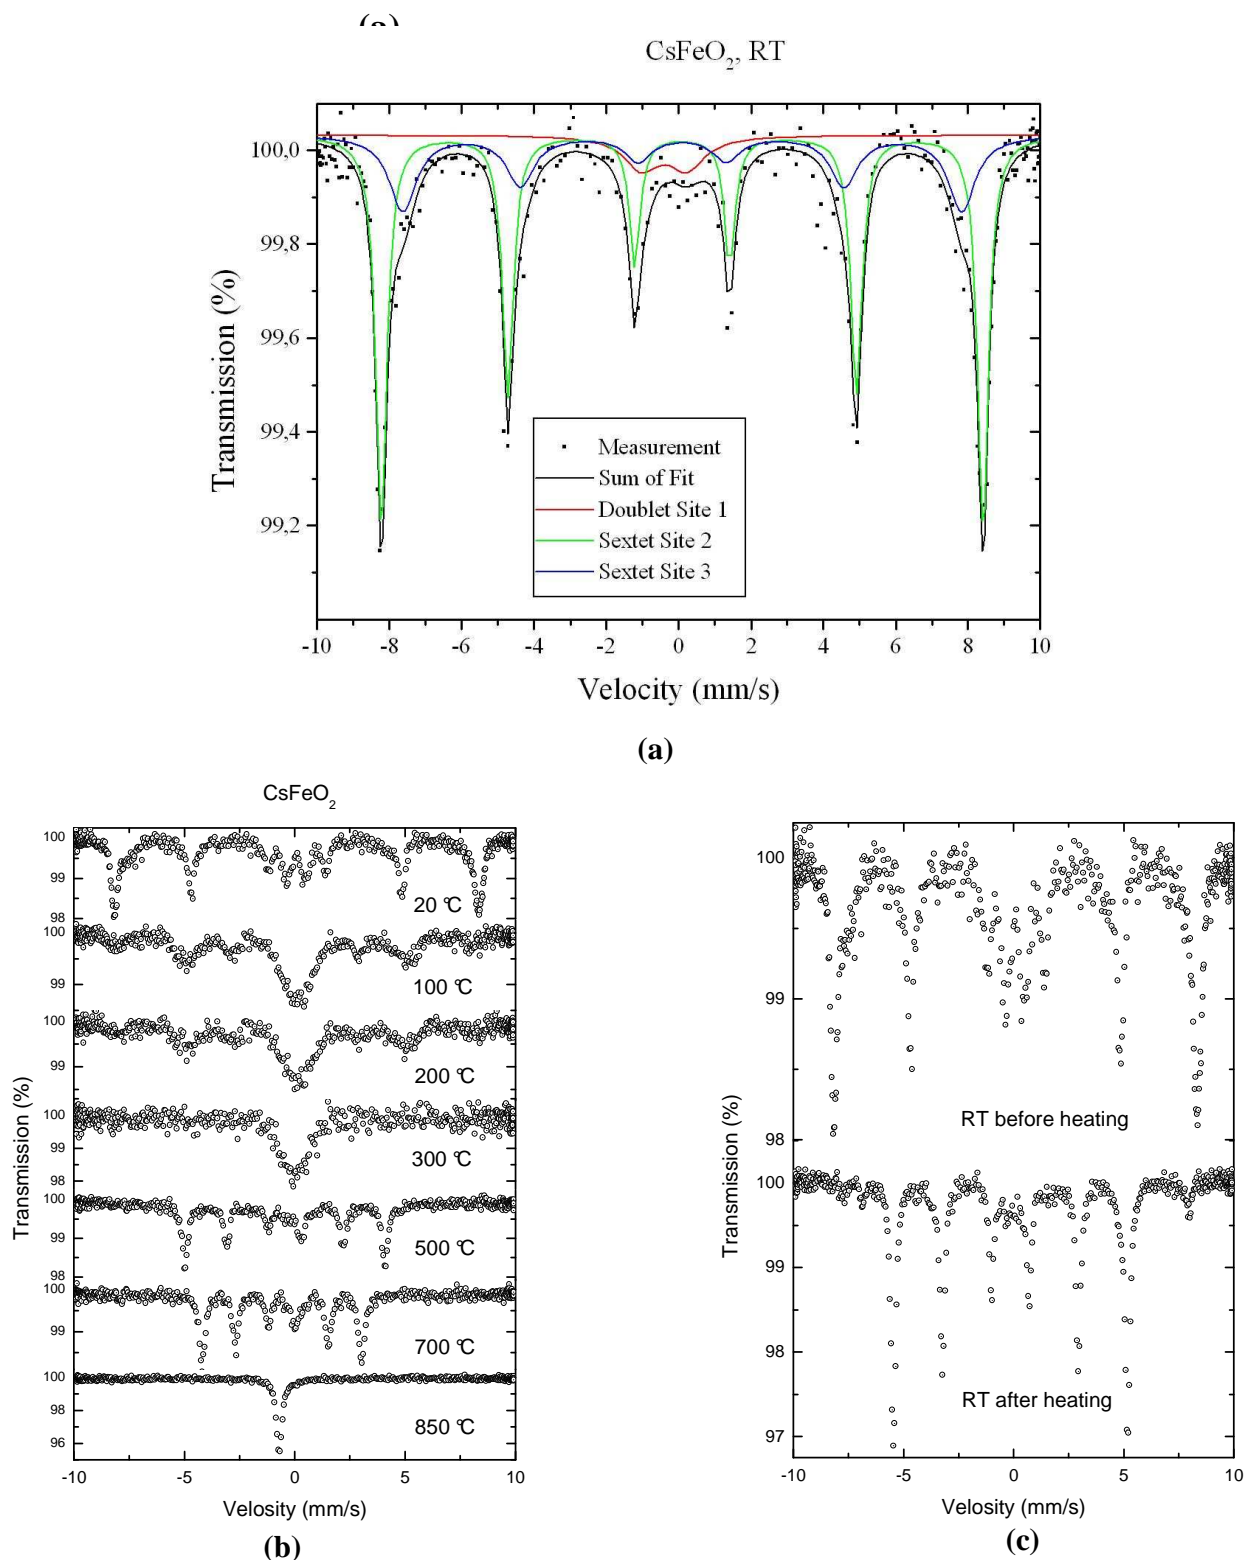 (a)
CsFeO2, RT
100,0
99,8
99,6
99,4
99,2
Transmission (%)
Measurement
Sum of Fit
Doublet Site 1
Sextet Site 2
Sextet Site 3
-10 -8 -6 -4 -2 0 2 4 6 8 10
Velocity (mm/s)
(a)
CsFeO2
100
99
98
20 °C
100
99
100 °C
100
99
200 °C
100
99
98
300 °C
100
99
98
500 °C
100
99
700 °C
100
98
96
850 °C
Transmission (%)
-10 -5 0 5 10
Velosity (mm/s)
(b)
100
99
98
RT before heating
100
99
98
97
RT after heating
Transmission (%)
-10 -5 0 5 10
Velosity (mm/s)
(c)